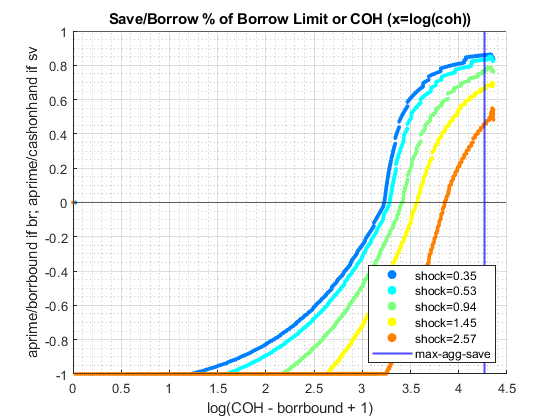 Save/Borrow % of Borrow Limit or COH (x=log(coh))
aprime/borrbound if br; aprime/cashonhand if sv
1
0.8
0.6
0.4
0.2
0
-0.2
-0.4
-0.6
-0.8
-1
shock=0.35
shock=0.53
shock=0.94
shock=1.45
shock=2.57
max-agg-save
0 0.5 1 1.5 2 2.5 3 3.5 4 4.5
log(COH - borrbound + 1)